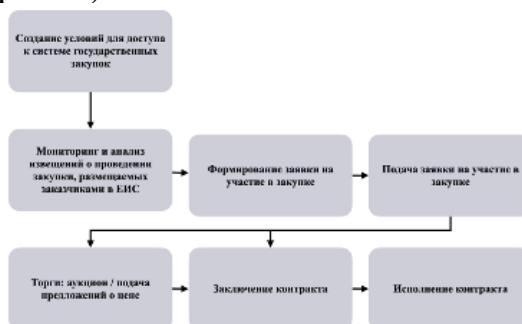 Создание условий для доступа
к системе государственных
закупок
Мониторинг и анализ
извещений о проведении
закупки, размещаемых
заказчиками в ЕИС
Формирование заявки на
участие в закупке
Подача заявки на участие в
закупке
Торги: аукцион / подача
предложений о цене
Заключение контракта
Исполнение контракта